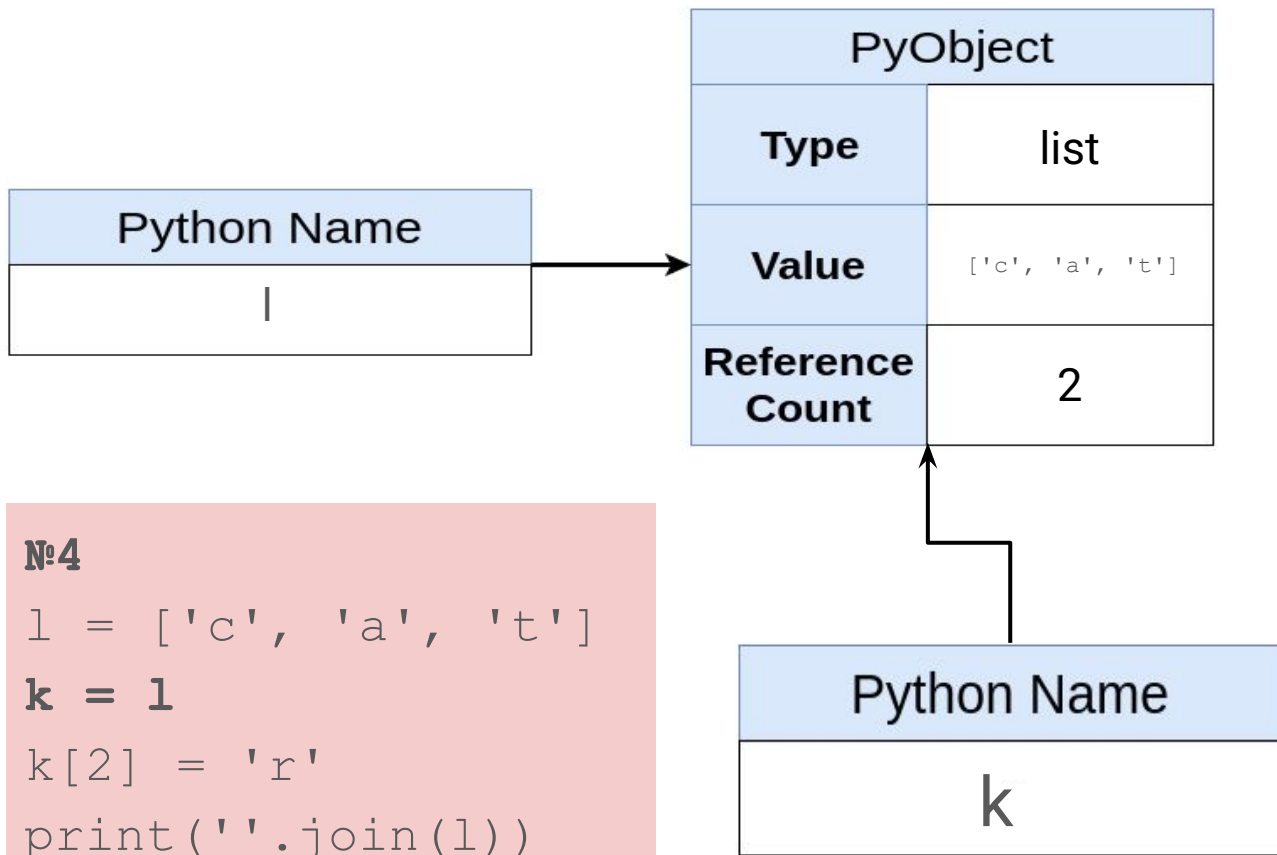 PyObject
Type
list
Python Name
l
Value
['c', 'a', 't']
Reference
Count
2
№4
l = ['c', 'a', 't']
k = l
k[2] = 'r'
print(''.join(l))
Python Name
k